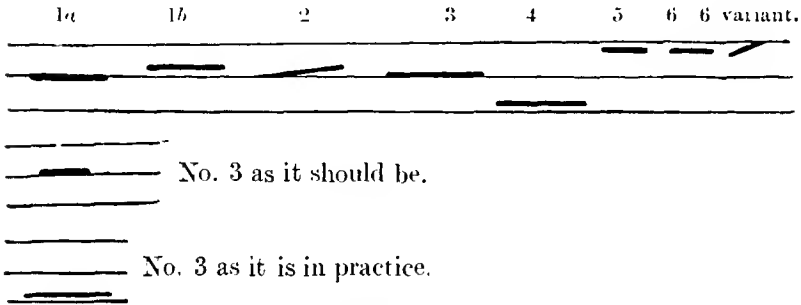 1a 1b 2 3 4 5 6 6 variant.
No. 3 as it should be.
No. 3 as it is in practice.